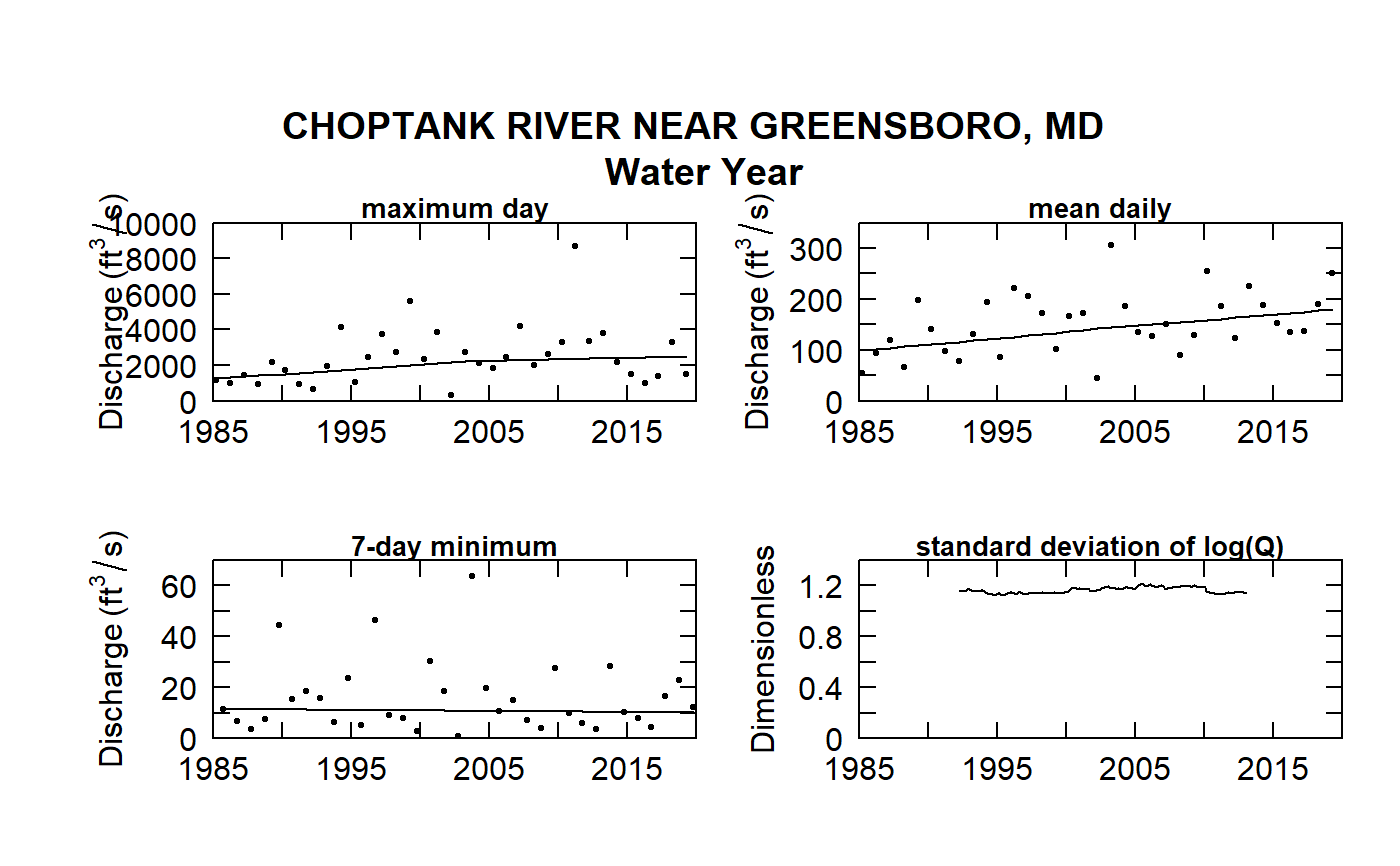 CHOPTANK RIVER NEAR GREENSBORO, MD
Water Year
maximum day
Discharge (ft³/s)
10000
8000
6000
4000
2000
0
1985 1995 2005 2015
mean daily
Discharge (ft³/s)
300
200
100
0
1985 1995 2005 2015
7-day minimum
Discharge (ft³/s)
60
40
20
0
1985 1995 2005 2015
standard deviation of log(Q)
Dimensionless
1.2
0.8
0.4
0
1985 1995 2005 2015